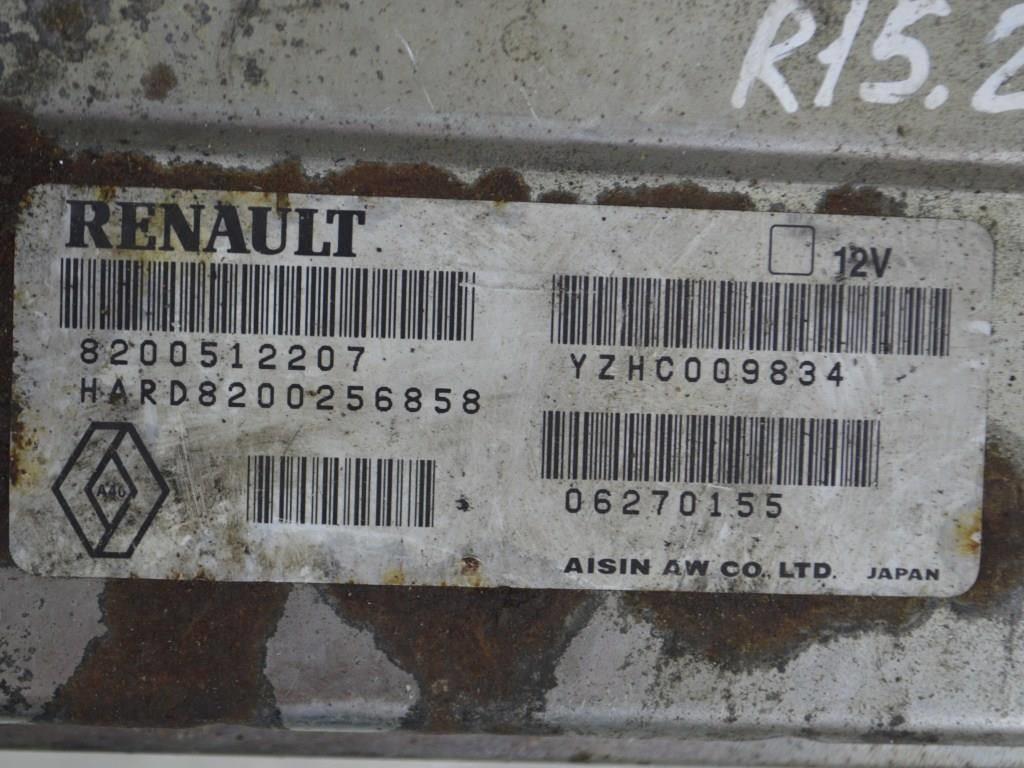 R15.2
RENAULT
12V
8200512207
YZHC009834
HARD8200256858
06270155
AISIN AW CO., LTD. JAPAN